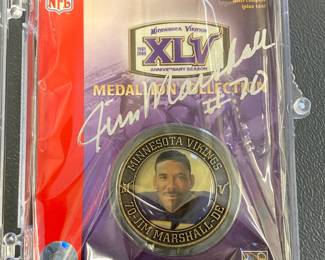 NFL
MINNESOTA VIKINGS
XLV
ANNIVERSARY SEASON
MEDALLION COLLECTION
Jim Marshall
#70
MINNESOTA VIKINGS
70-JIM MARSHALL-DE